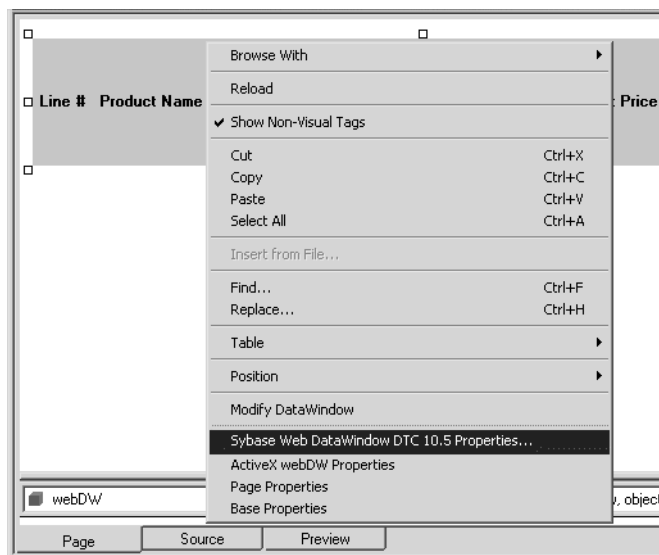 Browse With
Reload
Line # Product Name Price
Show Non-Visual Tags
Cut Ctrl+X
Copy Ctrl+C
Paste Ctrl+V
Select All Ctrl+A
Insert from File...
Find... Ctrl+F
Replace... Ctrl+H
Table
Position
Modify DataWindow
Sybase Web DataWindow DTC 10.5 Properties...
ActiveX webDW Properties
Page Properties
Base Properties
webDW
Page Source Preview